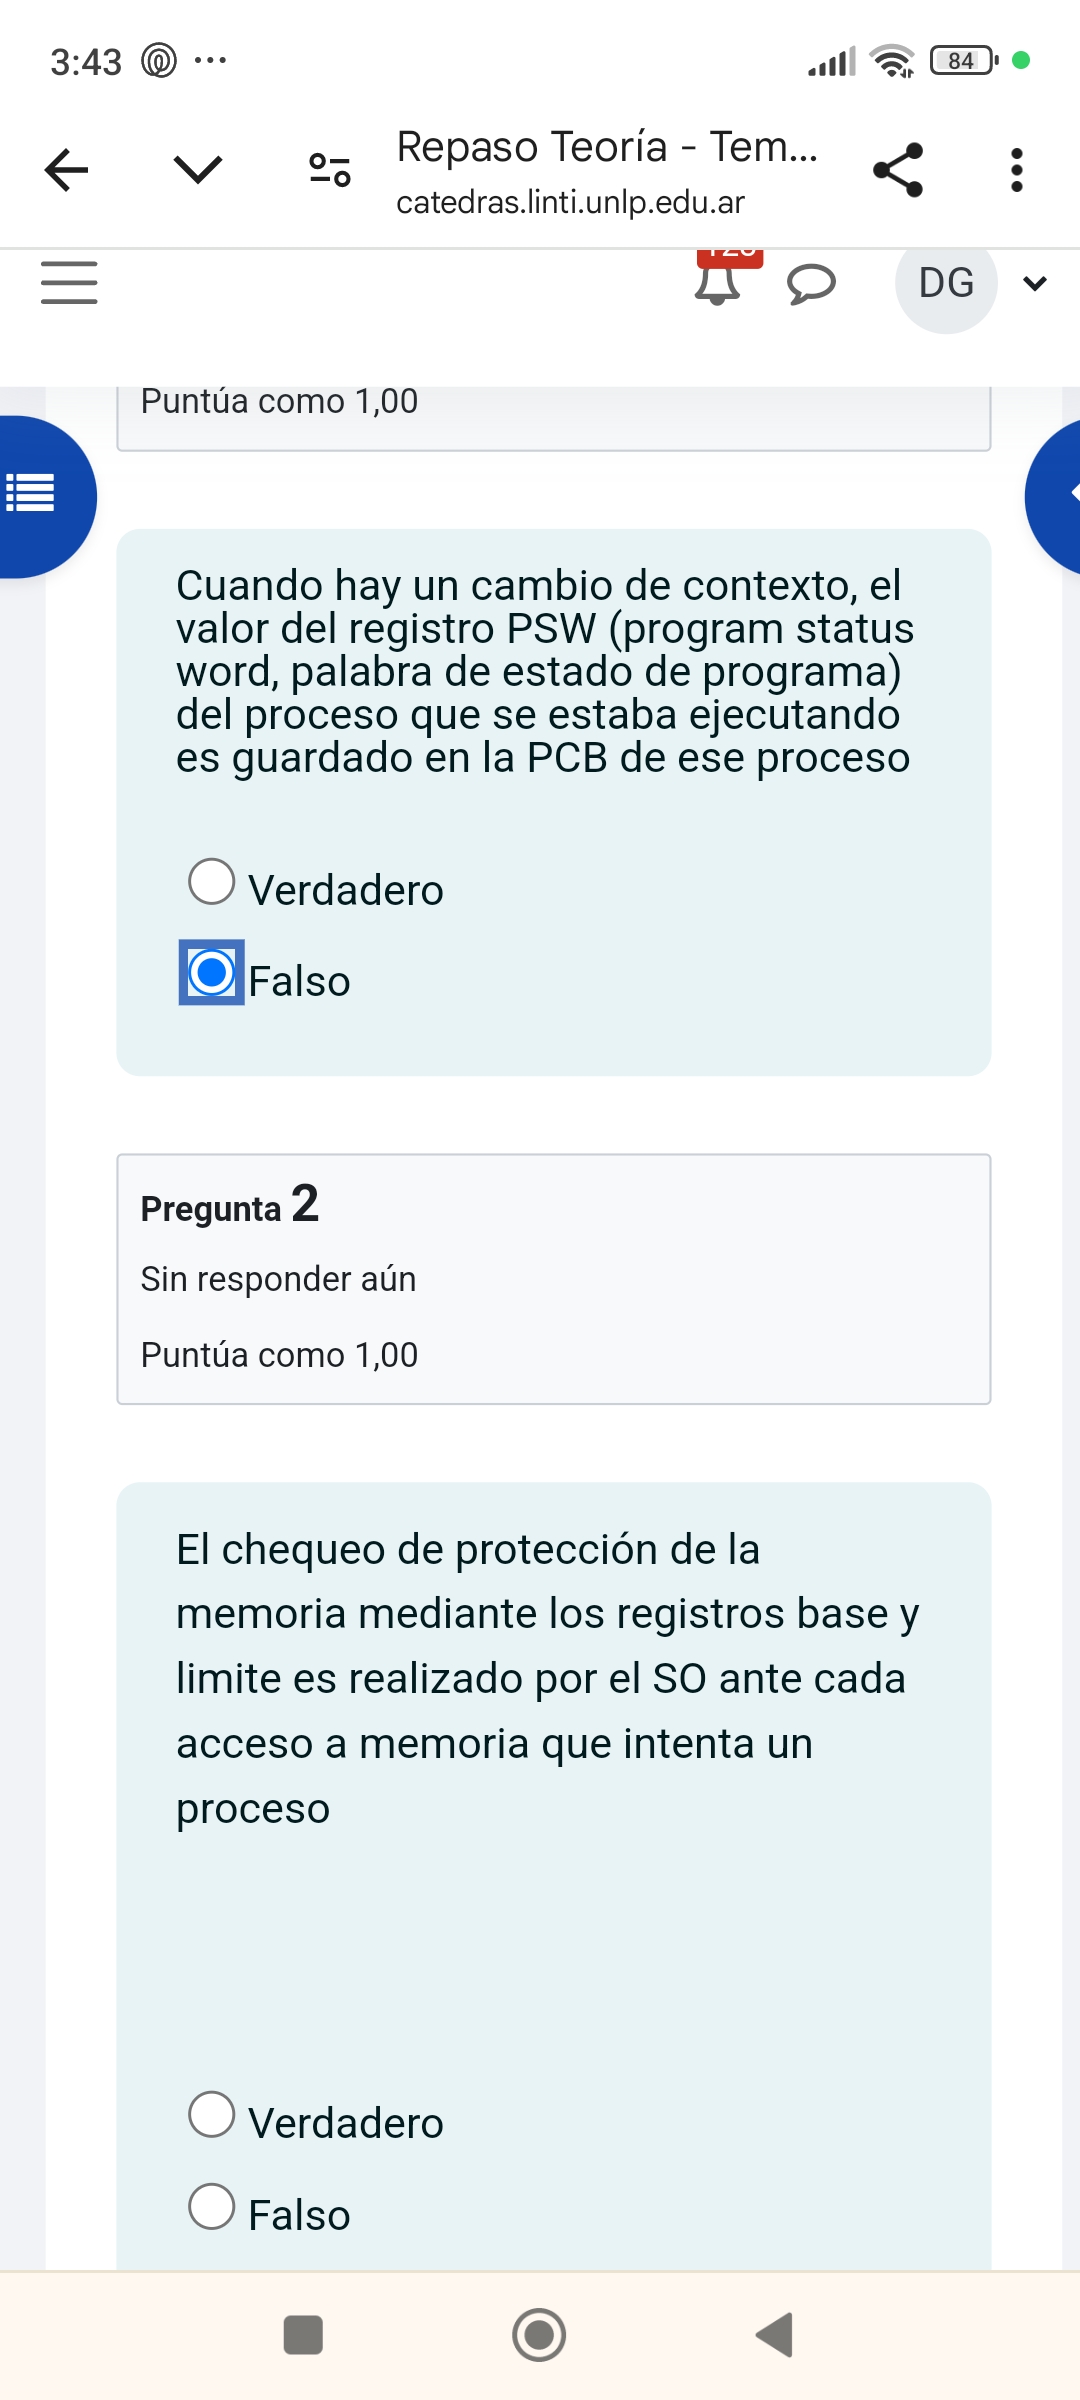 3:43
84
Repaso Teoría - Tem...
catedras.linti.unlp.edu.ar
DG
Puntúa como 1,00
Cuando hay un cambio de contexto, el
valor del registro PSW (program status
word, palabra de estado de programa)
del proceso que se estaba ejecutando
es guardado en la PCB de ese proceso
Verdadero
Falso
Pregunta 2
Sin responder aún
Puntúa como 1,00
El chequeo de protección de la
memoria mediante los registros base y
limite es realizado por el SO ante cada
acceso a memoria que intenta un
proceso
Verdadero
Falso